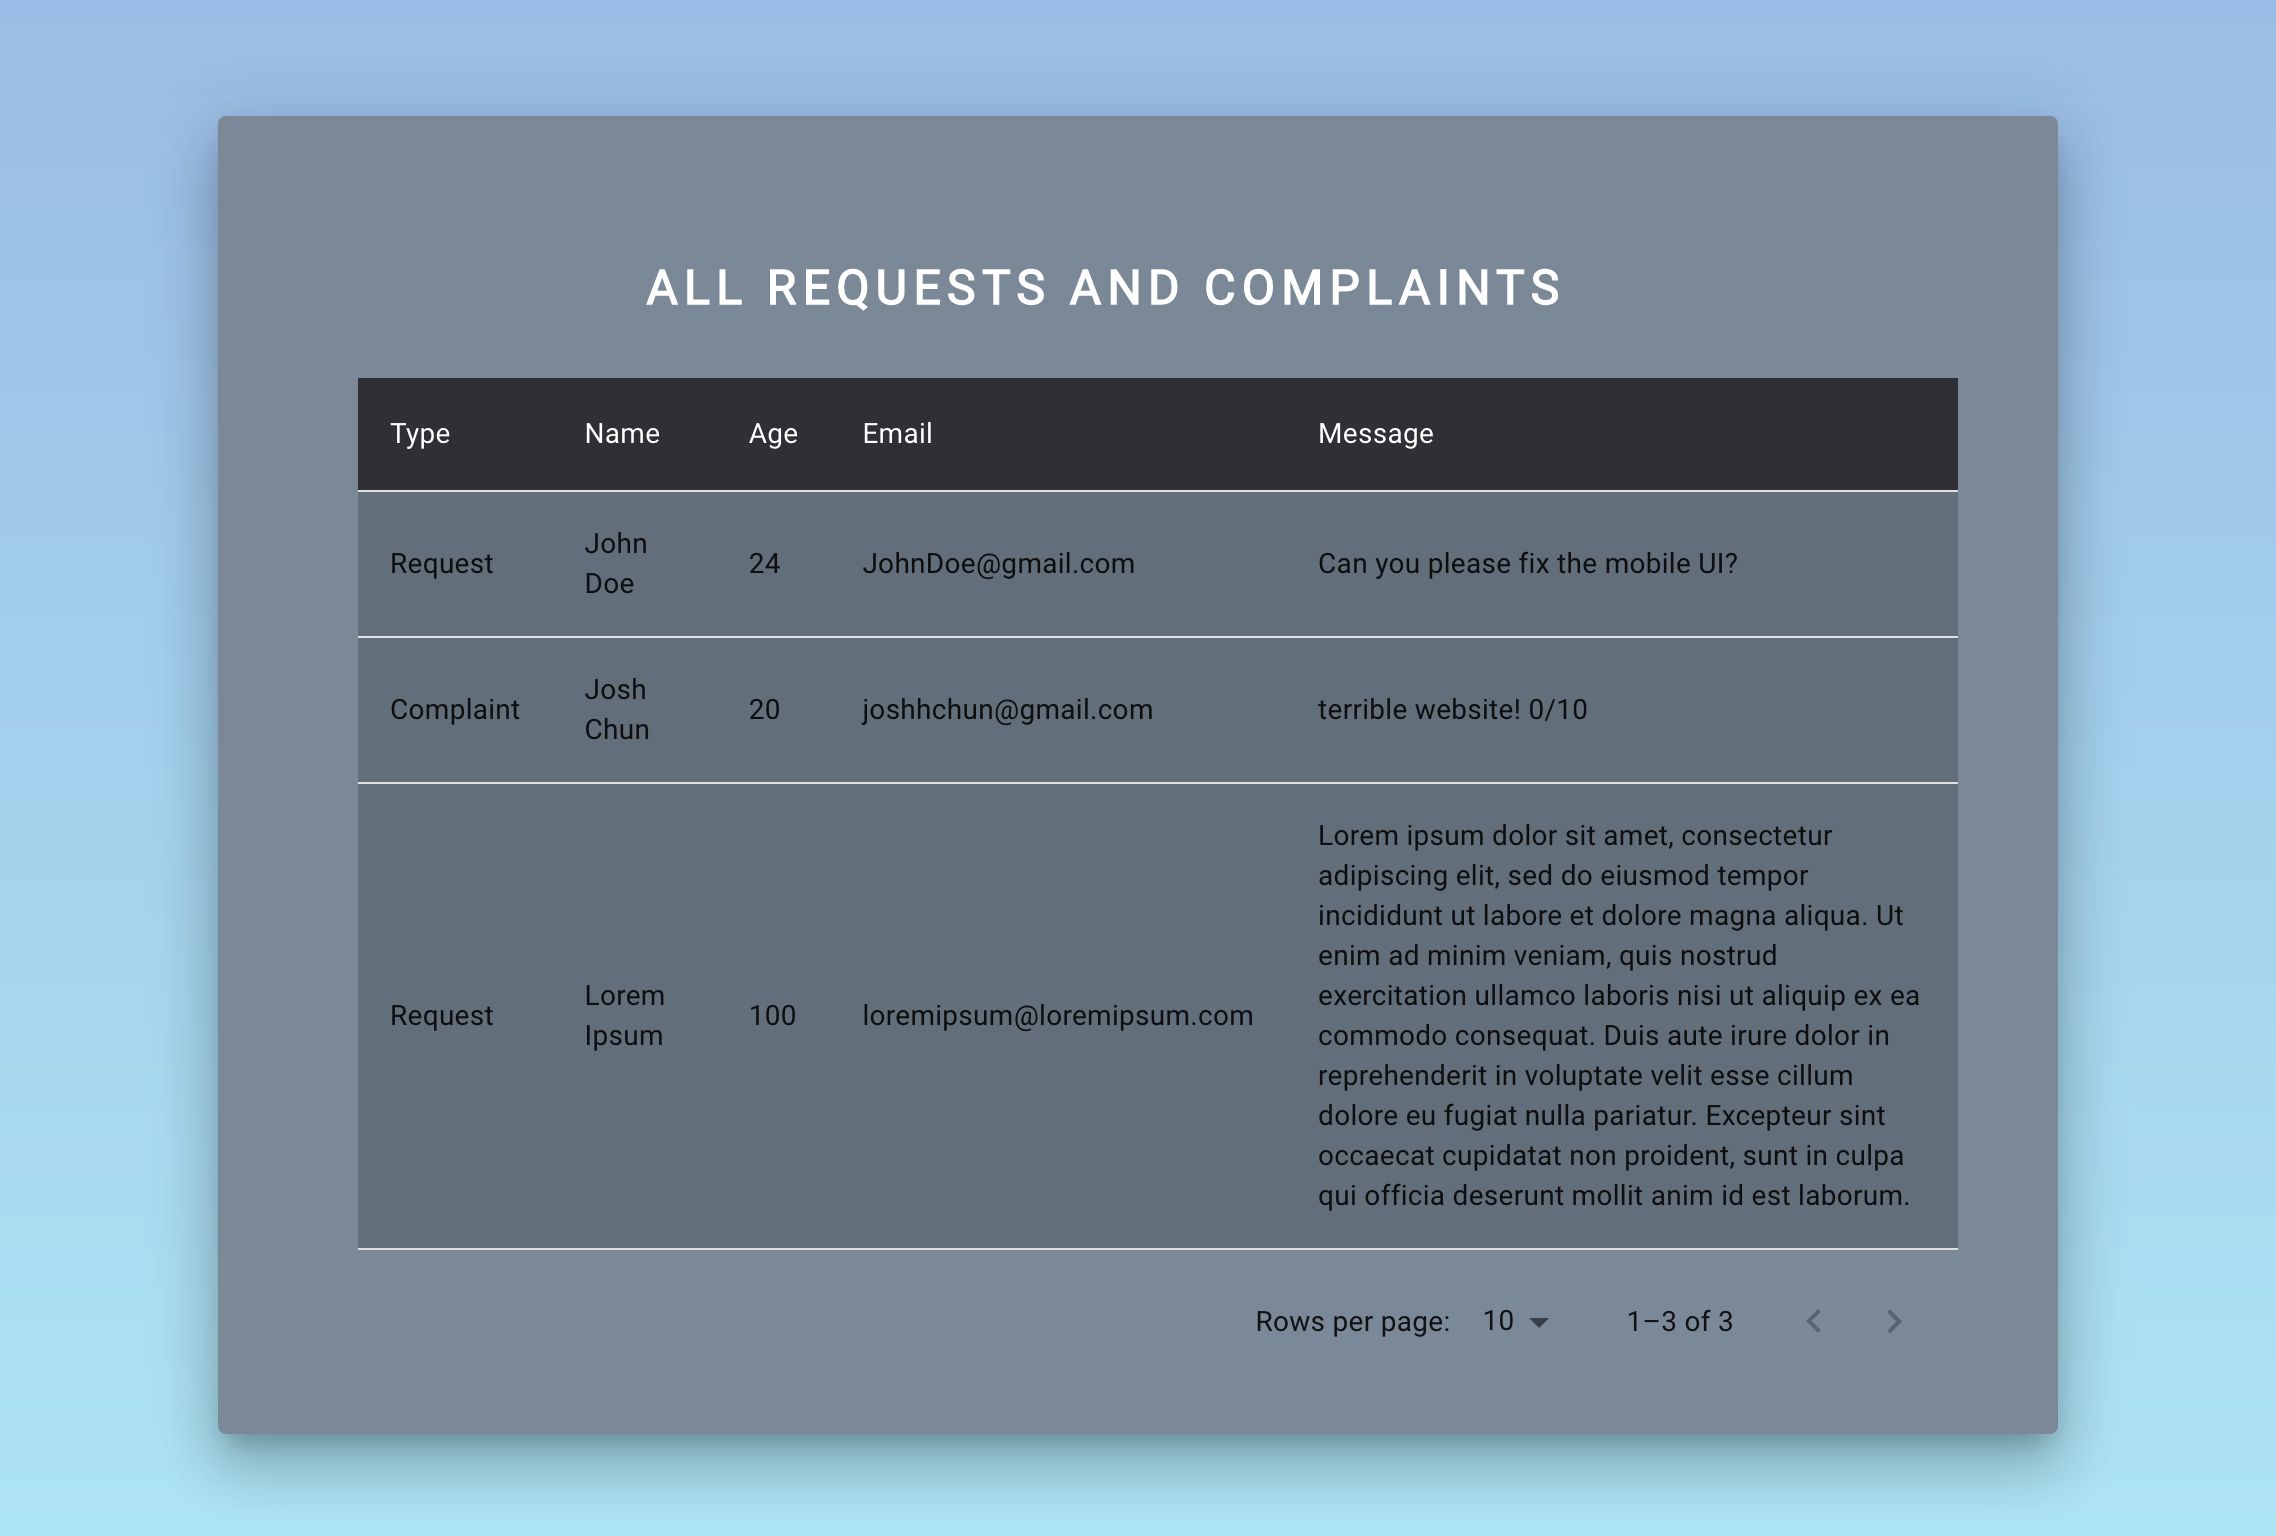 ALL REQUESTS AND COMPLAINTS
Type Name Age Email Message
Request John Doe 24 JohnDoe@gmail.com Can you please fix the mobile UI?
Complaint Josh Chun 20 joshhchun@gmail.com terrible website! 0/10
Request Lorem Ipsum 100 loremipsum@loremipsum.com
Lorem ipsum dolor sit amet, consectetur
adipiscing elit, sed do eiusmod tempor
incididunt ut labore et dolore magna aliqua. Ut
enim ad minim veniam, quis nostrud
exercitation ullamco laboris nisi ut aliquip ex ea
commodo consequat. Duis aute irure dolor in
reprehenderit in voluptate velit esse cillum
dolore eu fugiat nulla pariatur. Excepteur sint
occaecat cupidatat non proident, sunt in culpa
qui officia deserunt mollit anim id est laborum.
Rows per page: 10 1–3 of 3